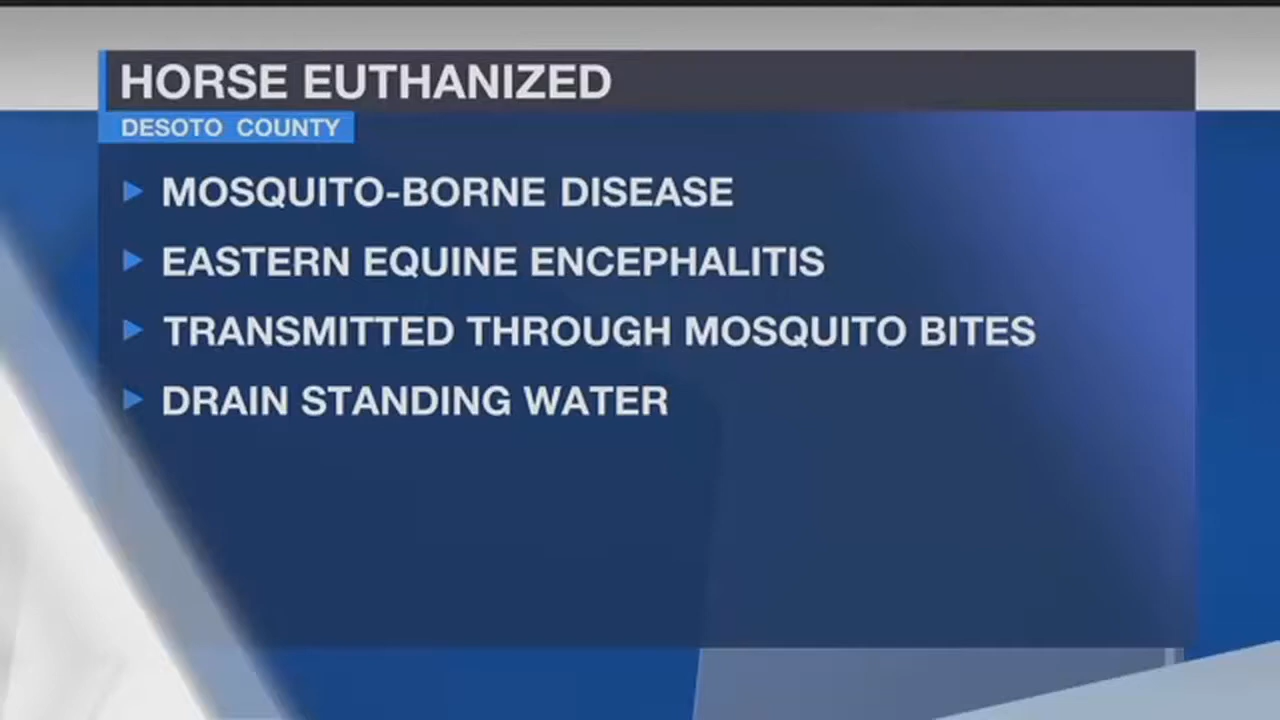 HORSE EUTHANIZED
DESOTO COUNTY
MOSQUITO-BORNE DISEASE
EASTERN EQUINE ENCEPHALITIS
TRANSMITTED THROUGH MOSQUITO BITES
DRAIN STANDING WATER